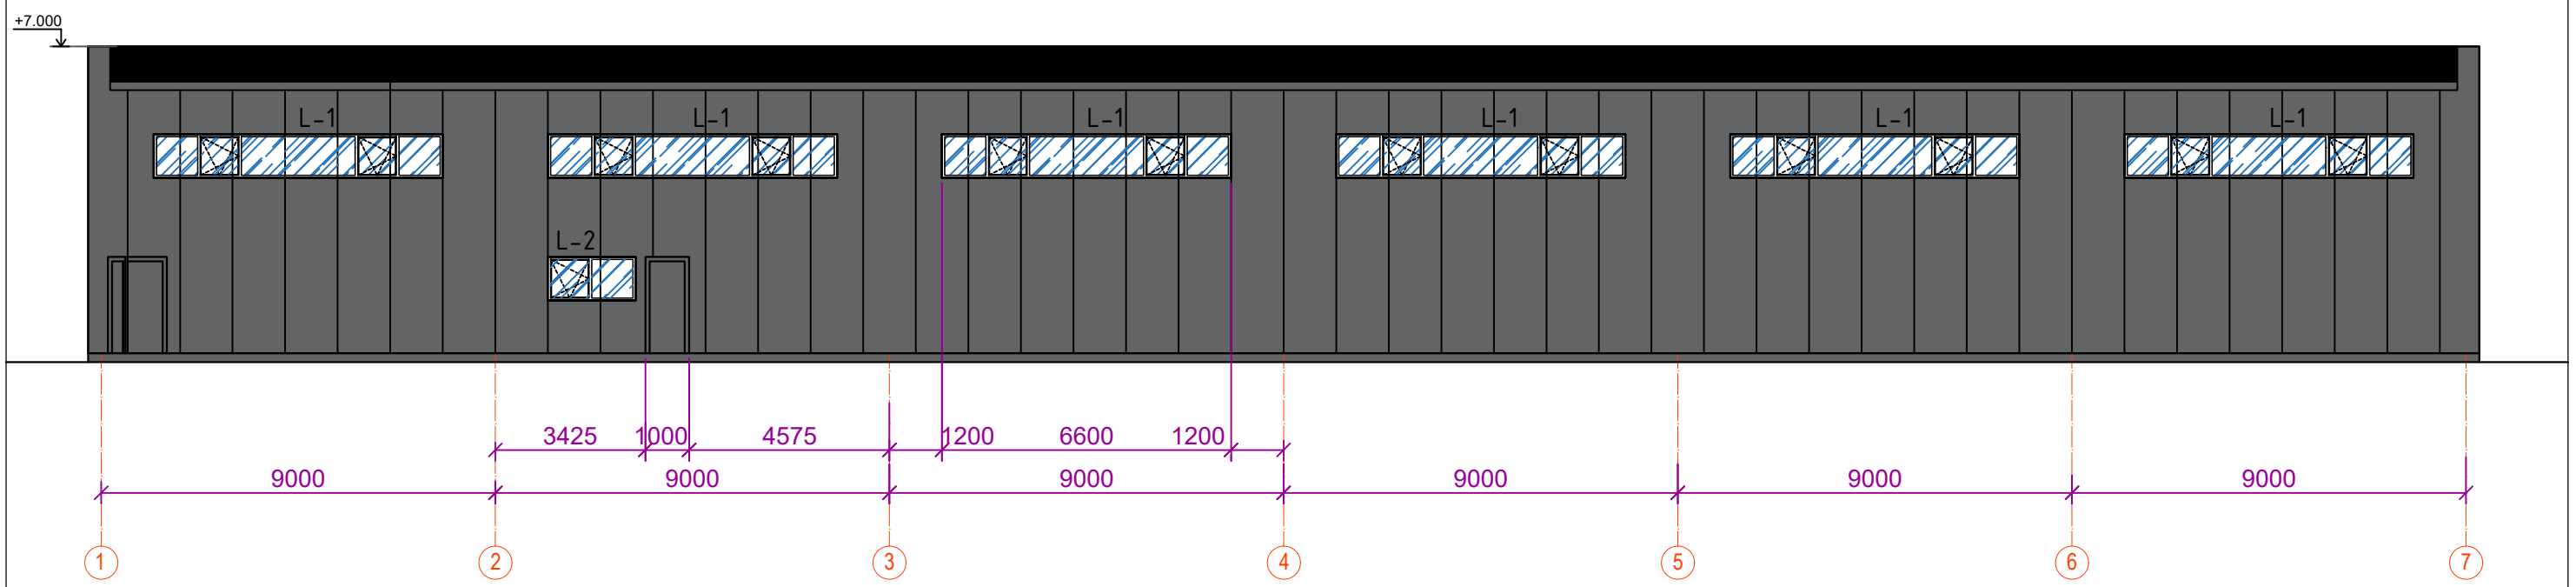 +7.000
L-1 L-1 L-1 L-1 L-1 L-1
L-2
3425 1000 4575 1200 6600 1200
9000 9000 9000 9000 9000 9000
1 2 3 4 5 6 7